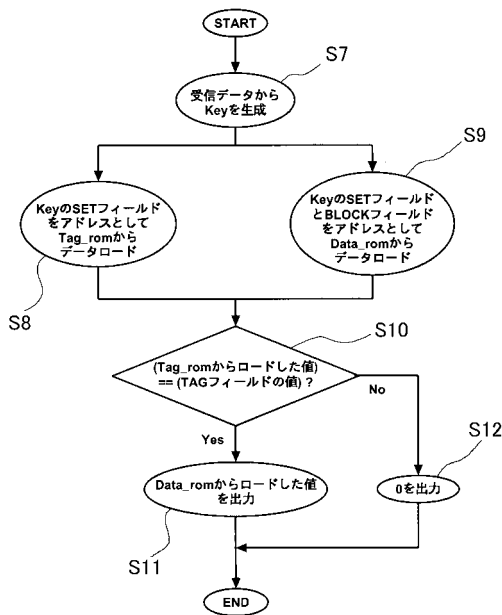 START
S7
受信データから
Keyを生成
S9
KeyのSETフィールド
をアドレスとして
Tag_romから
データロード
S8
KeyのSETフィールド
とBLOCKフィールド
をアドレスとして
Data_romから
データロード
S10
(Tag_romからロードした値)
== (TAGフィールドの値) ?
No
Yes
S12
Data_romからロードした値
を出力
0を出力
S11
END